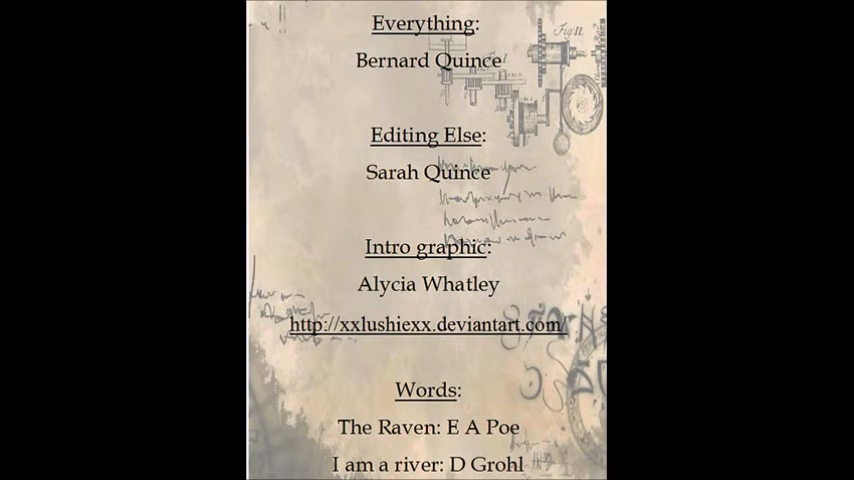 Everything:
Bernard Quince
Editing Else:
Sarah Quince
Intro graphic:
Alycia Whatley
http://xxlushiexx.deviantart.com/
Words:
The Raven: E A Poe
I am a river: D Grohl